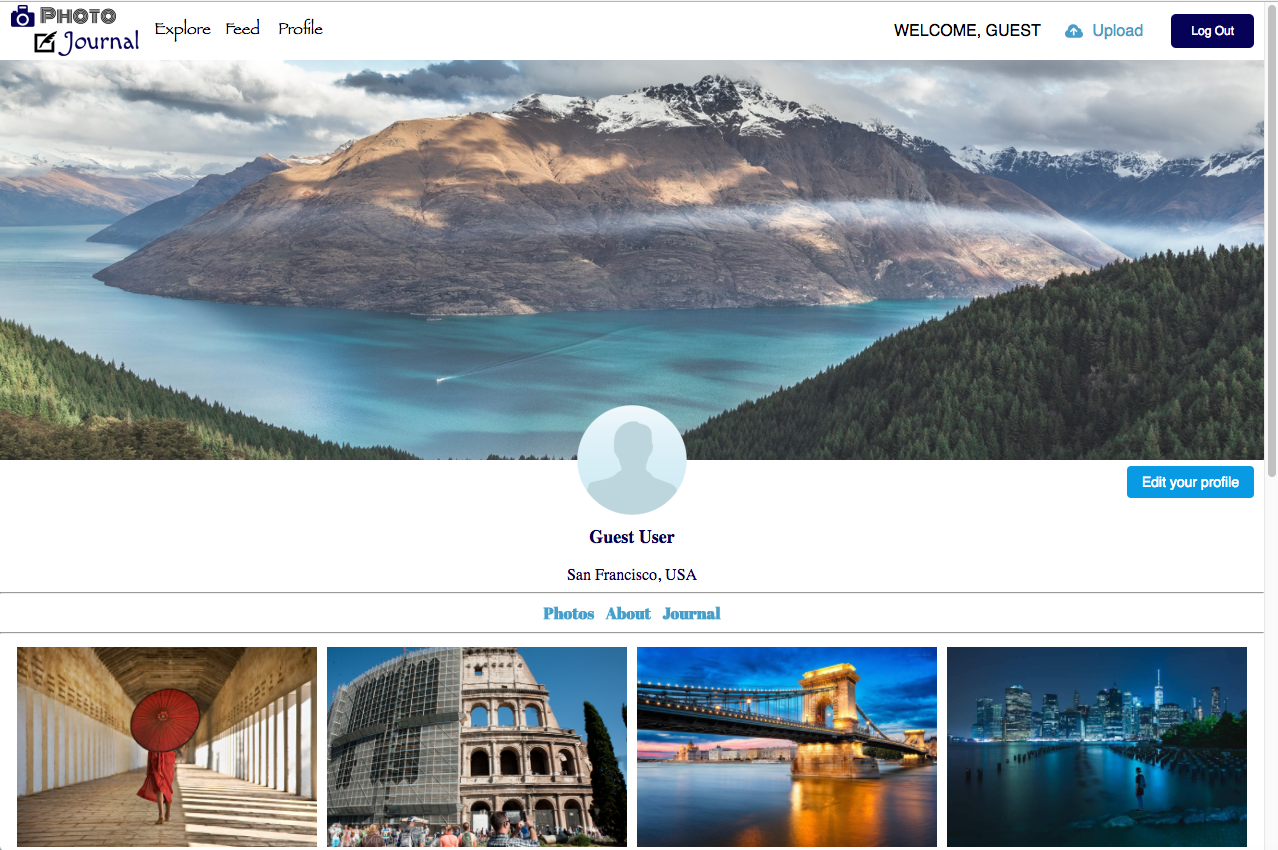 PHOTO
Journal
Explore Feed Profile
WELCOME, GUEST
Upload
Log Out
Edit your profile
Guest User
San Francisco, USA
Photos About Journal